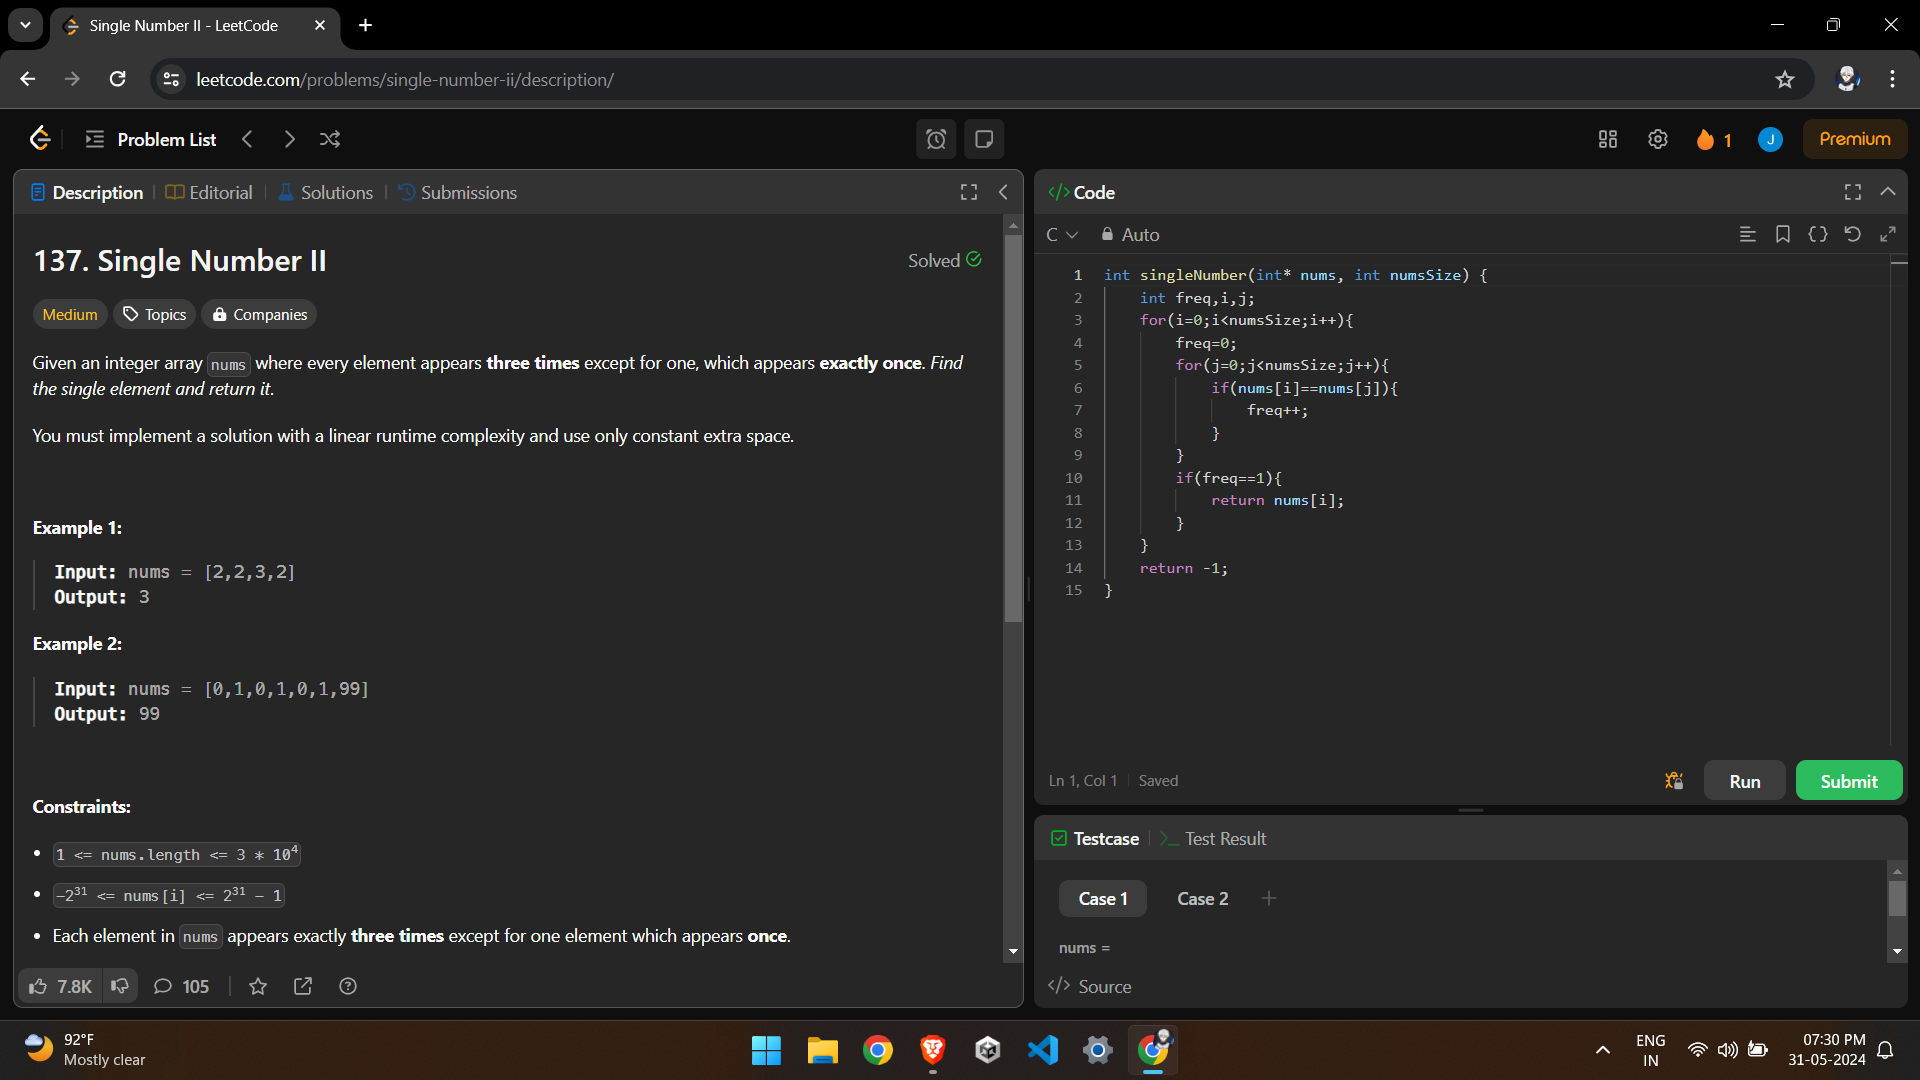 Single Number II - LeetCode
leetcode.com/problems/single-number-ii/description/
Problem List
1
J
Premium
Description
Editorial
Solutions
Submissions
137. Single Number II
Solved
Medium
Topics
Companies
Given an integer array nums where every element appears three times except for one, which appears exactly once. Find
the single element and return it.
You must implement a solution with a linear runtime complexity and use only constant extra space.
Example 1:
Input: nums = [2,2,3,2]
Output: 3
Example 2:
Input: nums = [0,1,0,1,0,1,99]
Output: 99
Constraints:
• 1 <= nums.length <= 3 * 10⁴
• -2³¹ <= nums[i] <= 2³¹ - 1
• Each element in nums appears exactly three times except for one element which appears once.
7.8K
105
</> Code
C
Auto
1 int singleNumber(int* nums, int numsSize) {
2 int freq,i,j;
3 for(i=0;i<numsSize;i++){
4 freq=0;
5 for(j=0;j<numsSize;j++){
6 if(nums[i]==nums[j]){
7 freq++;
8 }
9 }
10 if(freq==1){
11 return nums[i];
12 }
13 }
14 return -1;
15 }
Ln 1, Col 1
Saved
Run
Submit
Testcase
Test Result
Case 1
Case 2
nums =
</> Source
92°F
Mostly clear
ENG
IN
07:30 PM
31-05-2024